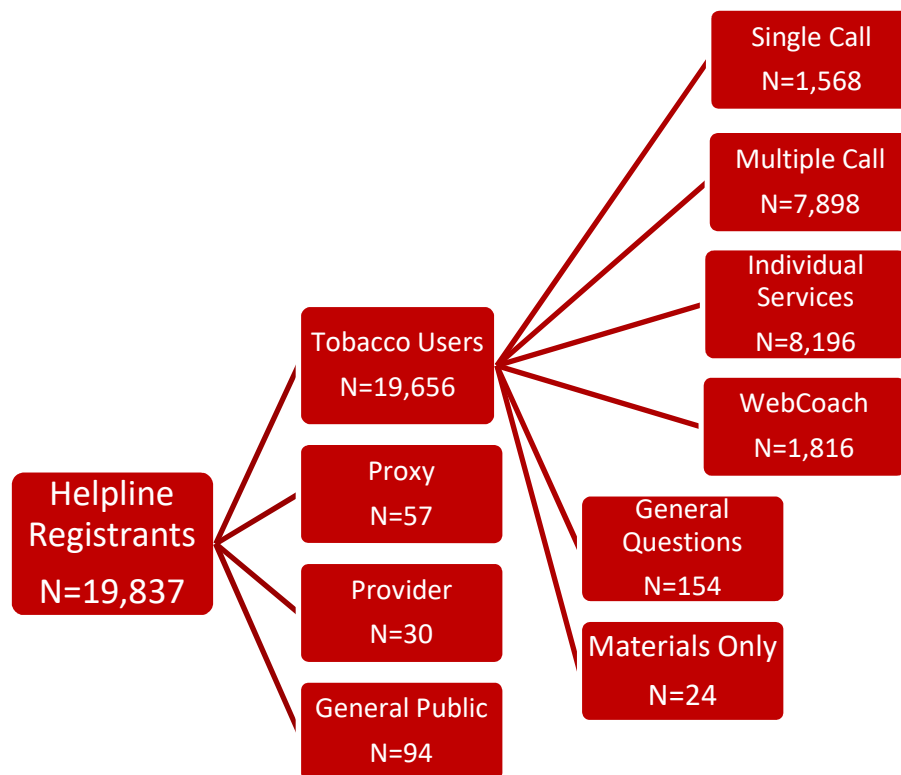 Helpline
Registrants
N=19,837
Tobacco Users
N=19,656
Proxy
N=57
Provider
N=30
General Public
N=94
Single Call
N=1,568
Multiple Call
N=7,898
Individual
Services
N=8,196
WebCoach
N=1,816
General
Questions
N=154
Materials Only
N=24